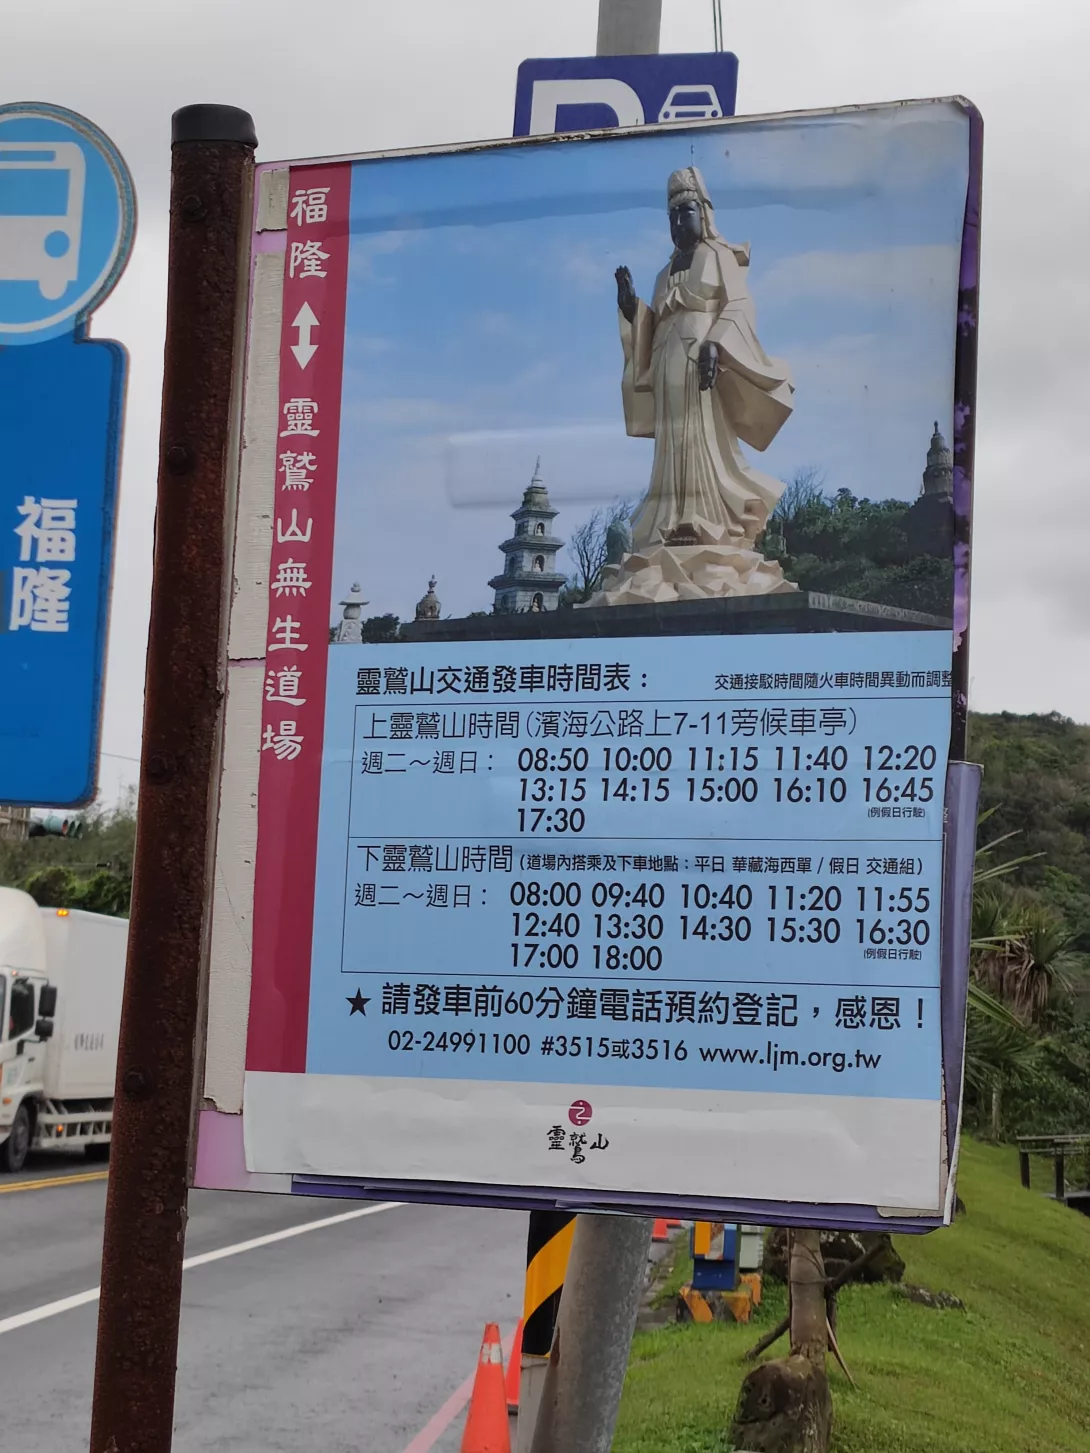 福隆
P
福隆↕靈鷲山無生道場
靈鷲山交通發車時間表：
交通接駁時間隨火車時間異動而調整
上靈鷲山時間（濱海公路上7-11旁候車亭）
週二～週日： 08:50 10:00 11:15 11:40 12:20
13:15 14:15 15:00 16:10 16:45
(例假日行駛)
17:30
下靈鷲山時間（道場內搭乘及下車地點：平日 華藏海西單 / 假日 交通組）
週二～週日： 08:00 09:40 10:40 11:20 11:55
12:40 13:30 14:30 15:30 16:30
(例假日行駛)
17:00 18:00
★ 請發車前60分鐘電話預約登記，感恩！
02-24991100 #3515或3516 www.ljm.org.tw
靈鷲山